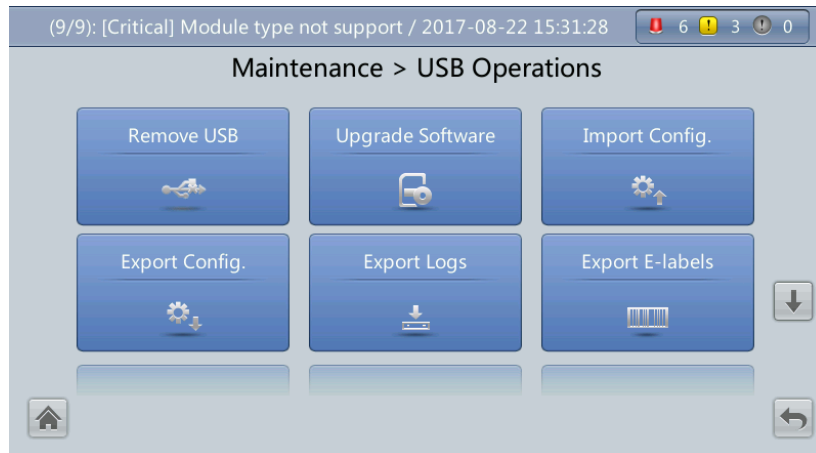 (9/9): [Critical] Module type not support / 2017-08-22 15:31:28 6 ! 3 ! 0
Maintenance > USB Operations
Remove USB Upgrade Software Import Config.
Export Config. Export Logs Export E-labels